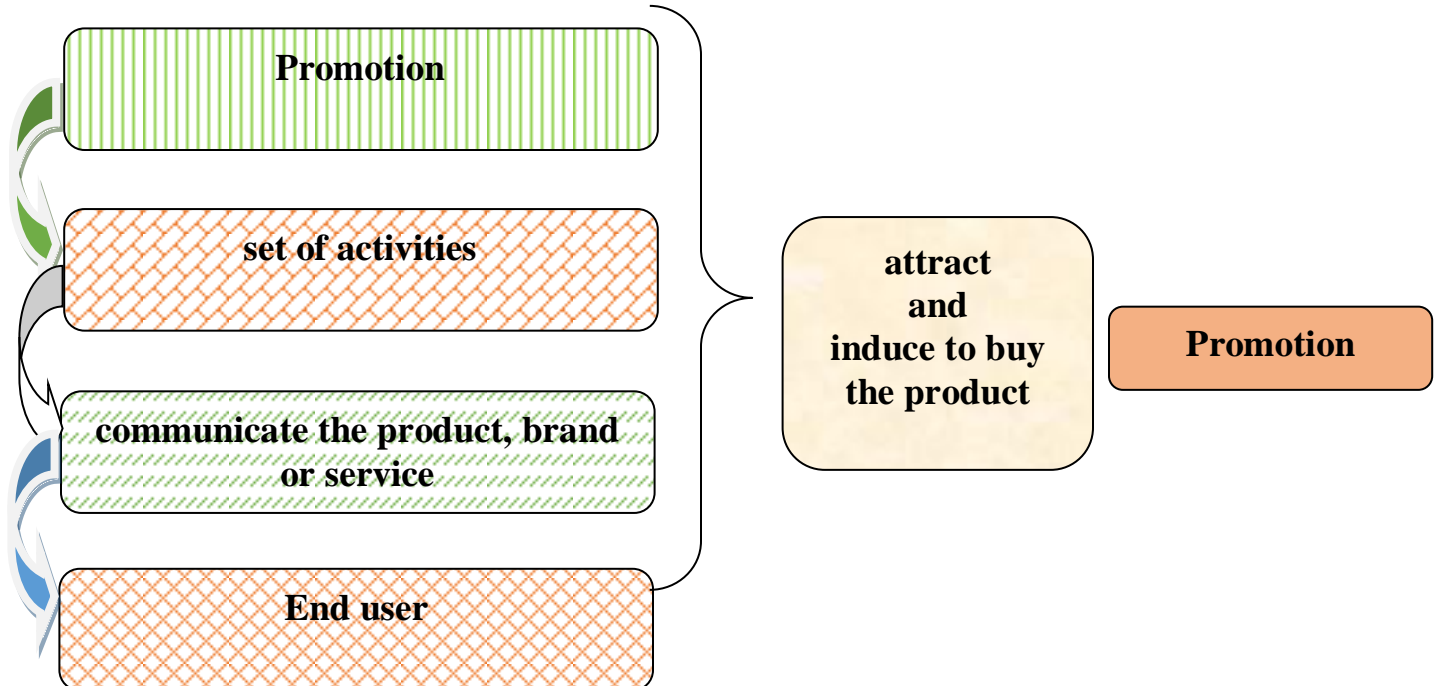 Promotion
set of activities
communicate the product, brand
or service
End user
attract
and
induce to buy
the product
Promotion